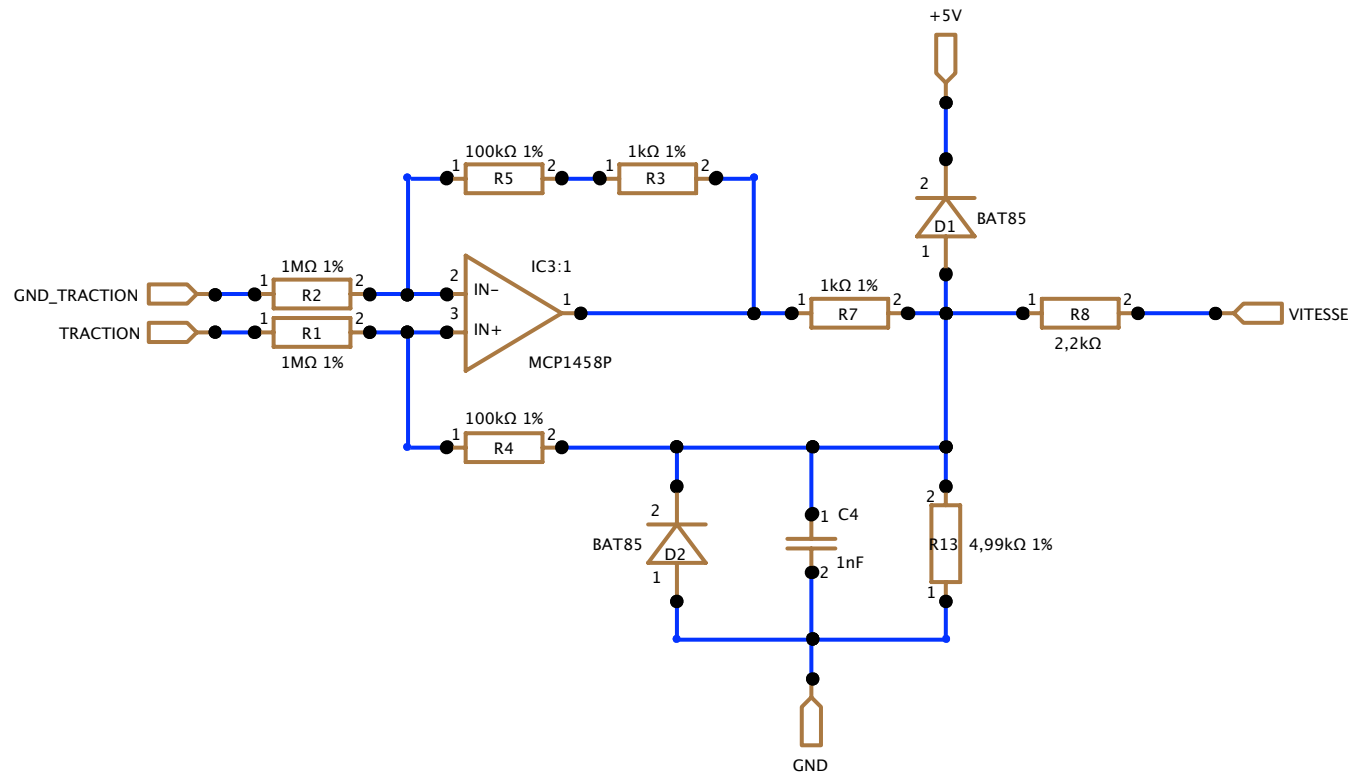 +5V
100kΩ 1%
1kΩ 1%
1
R5
2
1
R3
2
2
D1
BAT85
1
1MΩ 1%
IC3:1
GND_TRACTION
1
R2
2
2
IN-
1
1kΩ 1%
1
R7
2
1
R8
2
VITESSE
TRACTION
1
R1
2
3
IN+
2,2kΩ
1MΩ 1%
MCP1458P
100kΩ 1%
1
R4
2
2
BAT85
D2
1
1
C4
1nF
2
2
R13
4,99kΩ 1%
1
GND